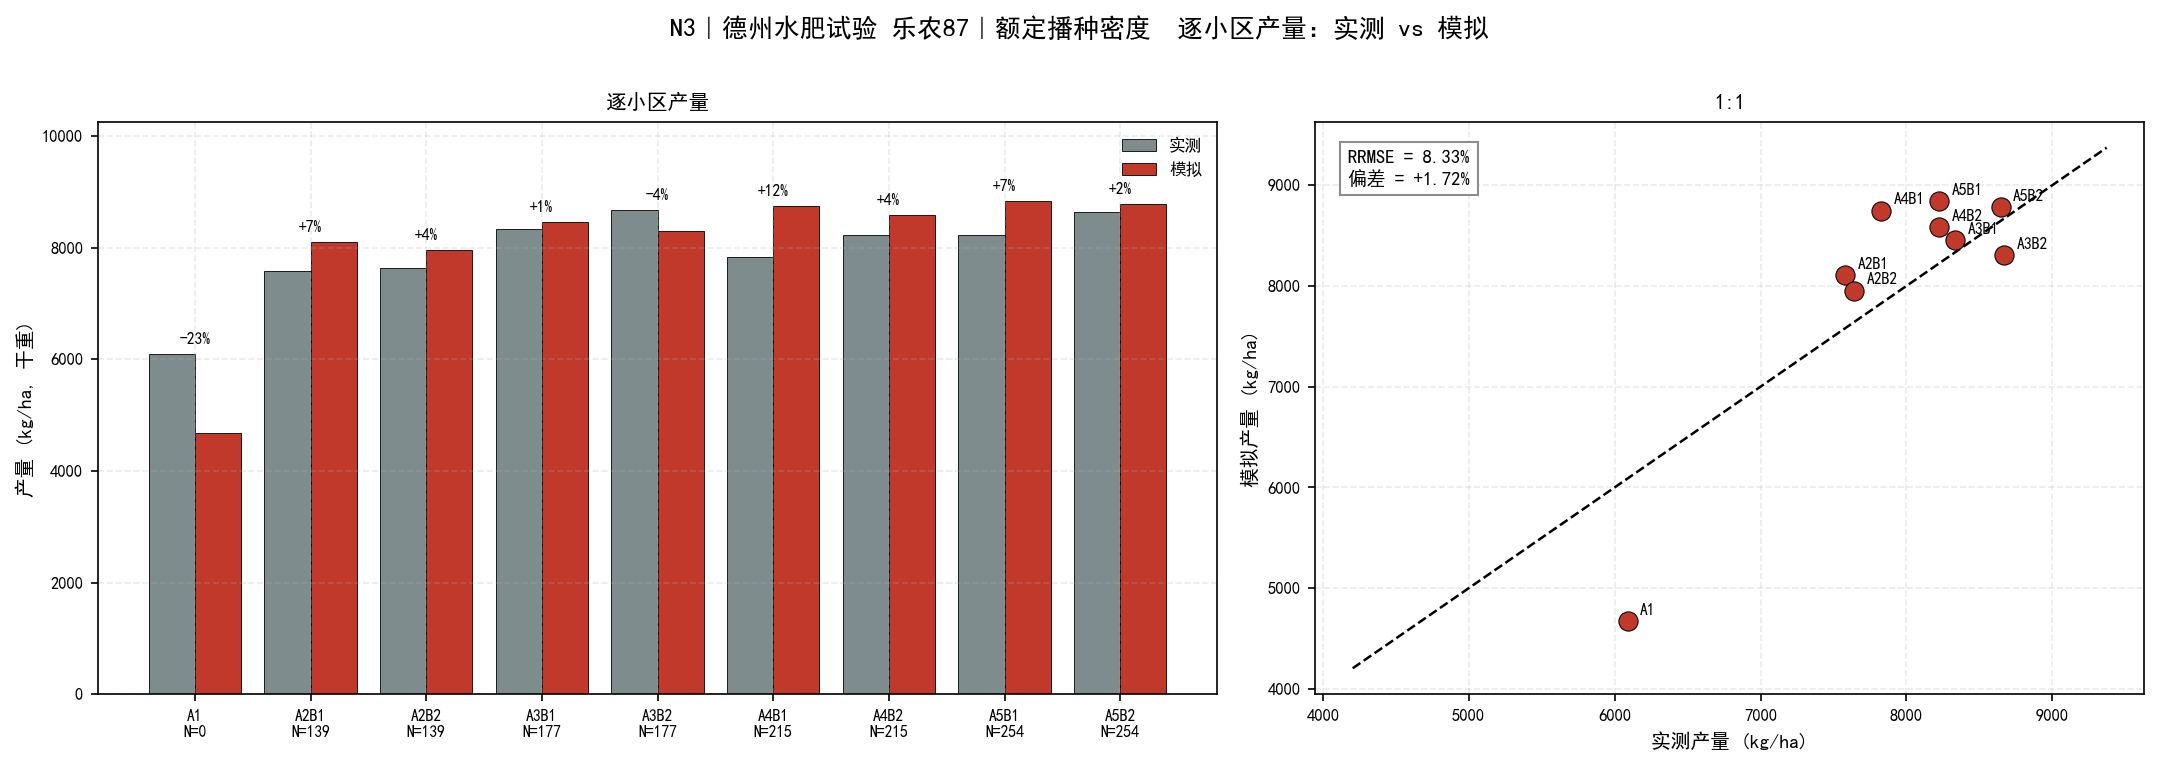 N3｜德州水肥试验 乐农87｜额定播种密度 逐小区产量：实测 vs 模拟
逐小区产量
产量 (kg/ha, 干重)
10000
8000
6000
4000
2000
0
实测
模拟
−23%
+7%
+4%
+1%
−4%
+12%
+4%
+7%
+2%
A1
N=0
A2B1
N=139
A2B2
N=139
A3B1
N=177
A3B2
N=177
A4B1
N=215
A4B2
N=215
A5B1
N=254
A5B2
N=254
1:1
RRMSE = 8.33%
偏差 = +1.72%
模拟产量 (kg/ha)
9000
8000
7000
6000
5000
4000
A4B1
A5B1
A5B2
A4B2
A3B1
A3B2
A2B1
A2B2
A1
4000
5000
6000
7000
8000
9000
实测产量 (kg/ha)